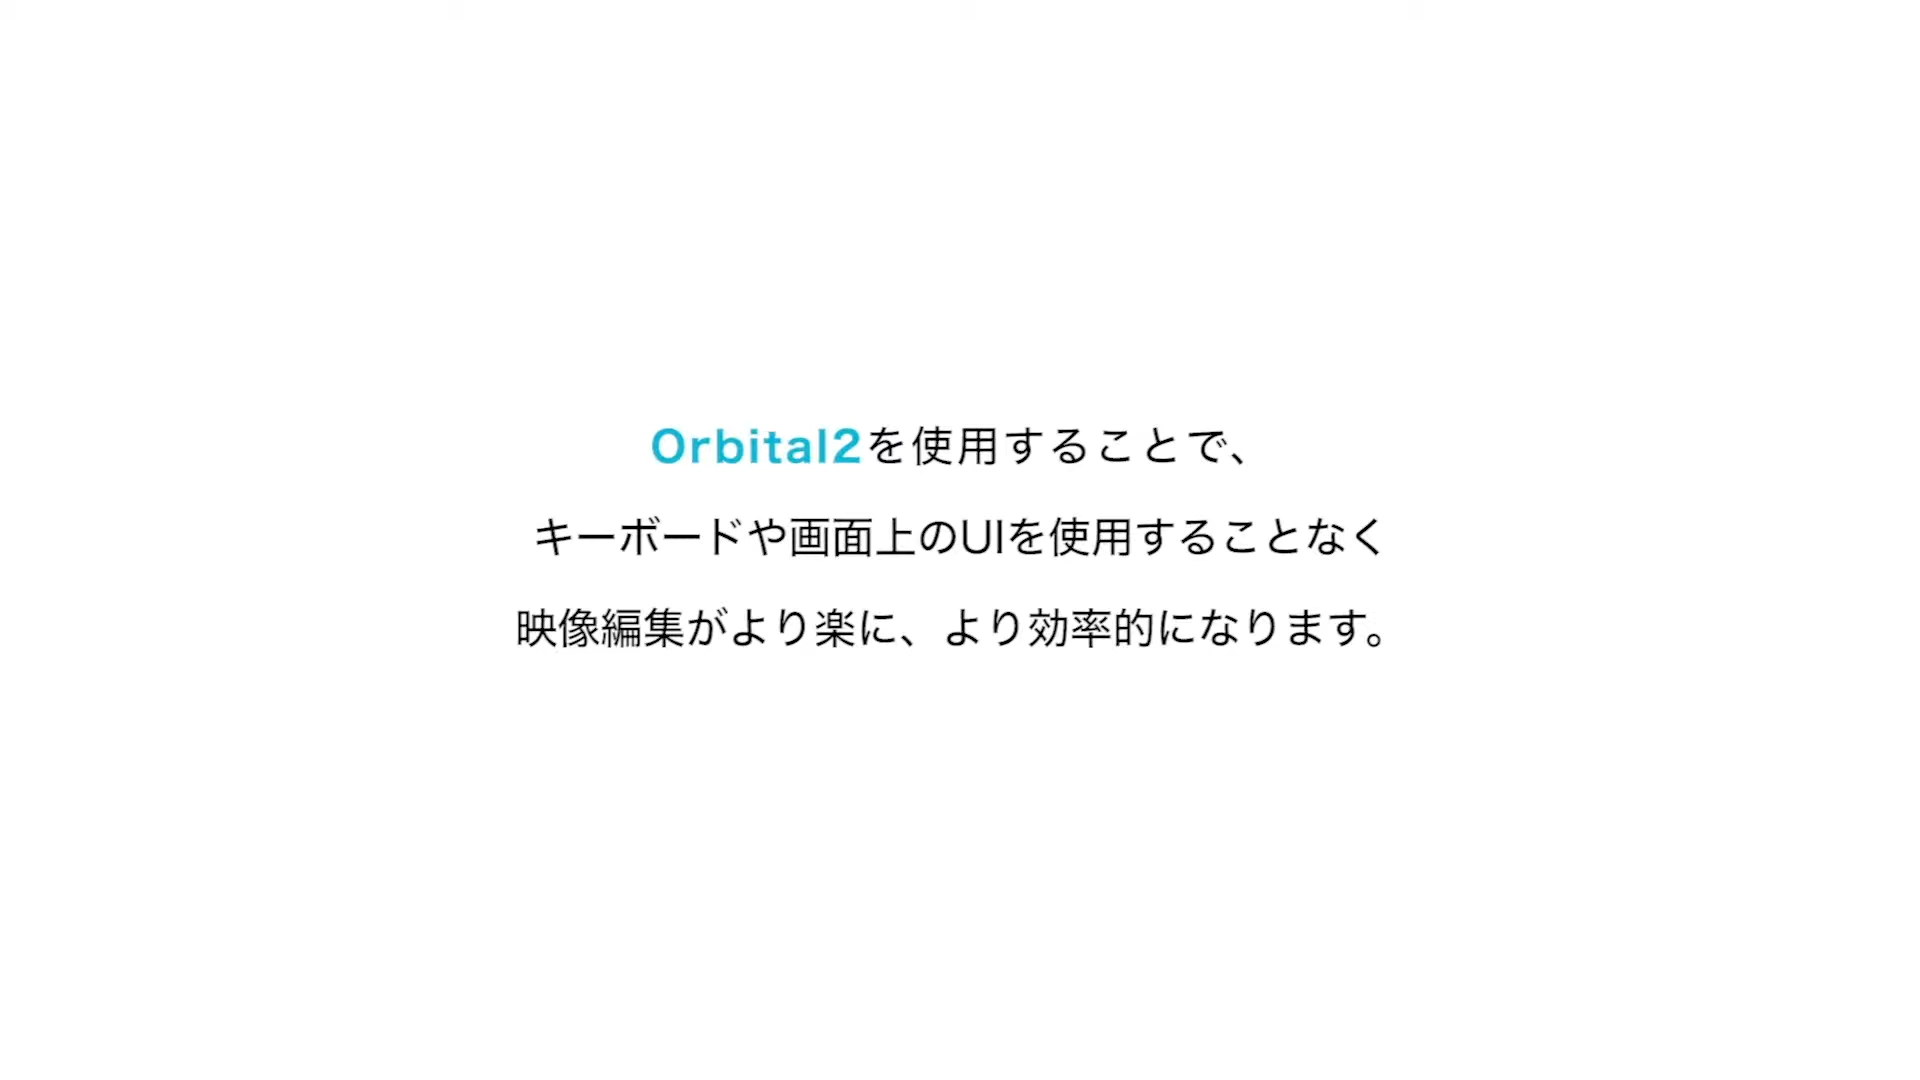 Orbital2を使用することで、
キーボードや画面上のUIを使用することなく
映像編集がより楽に、より効率的になります。